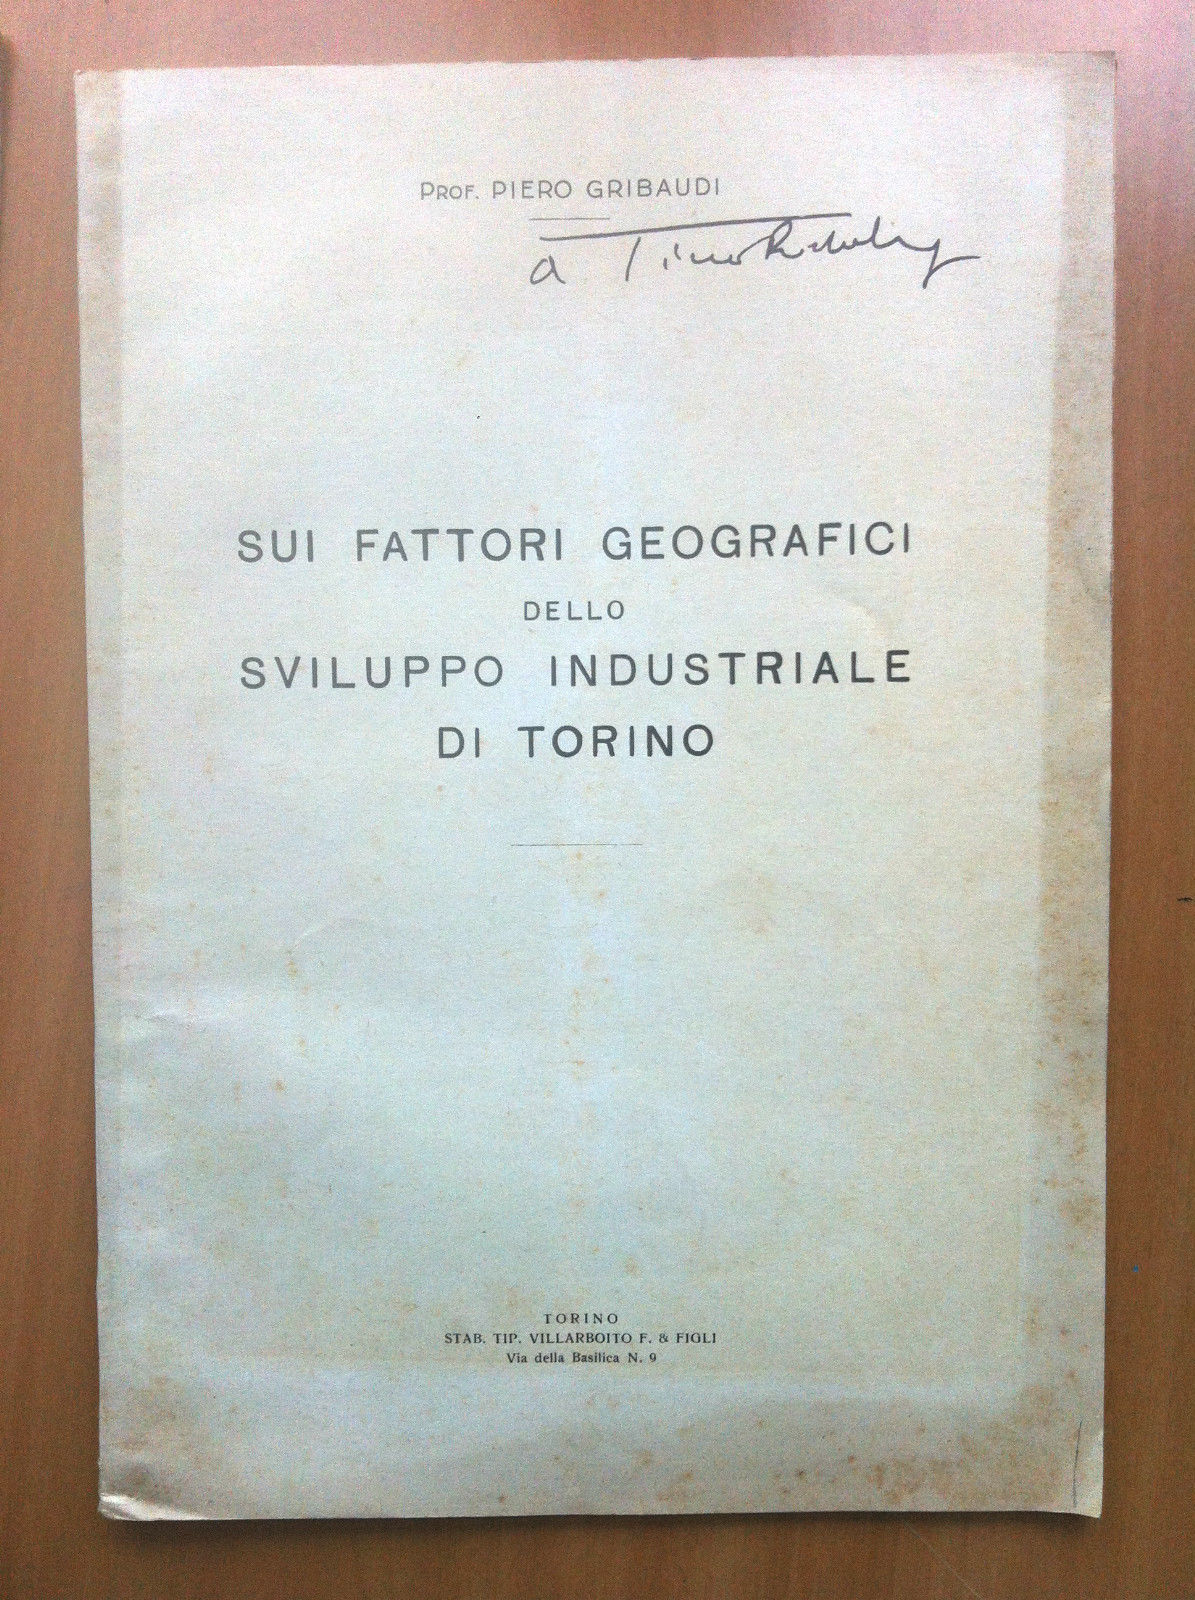 PROF. PIERO GRIBAUDI
a Tino
SUI FATTORI GEOGRAFICI
DELLO
SVILUPPO INDUSTRIALE
DI TORINO
TORINO
STAB. TIP. VILLARBOITO F. & FIGLI
Via della Basilica N. 9